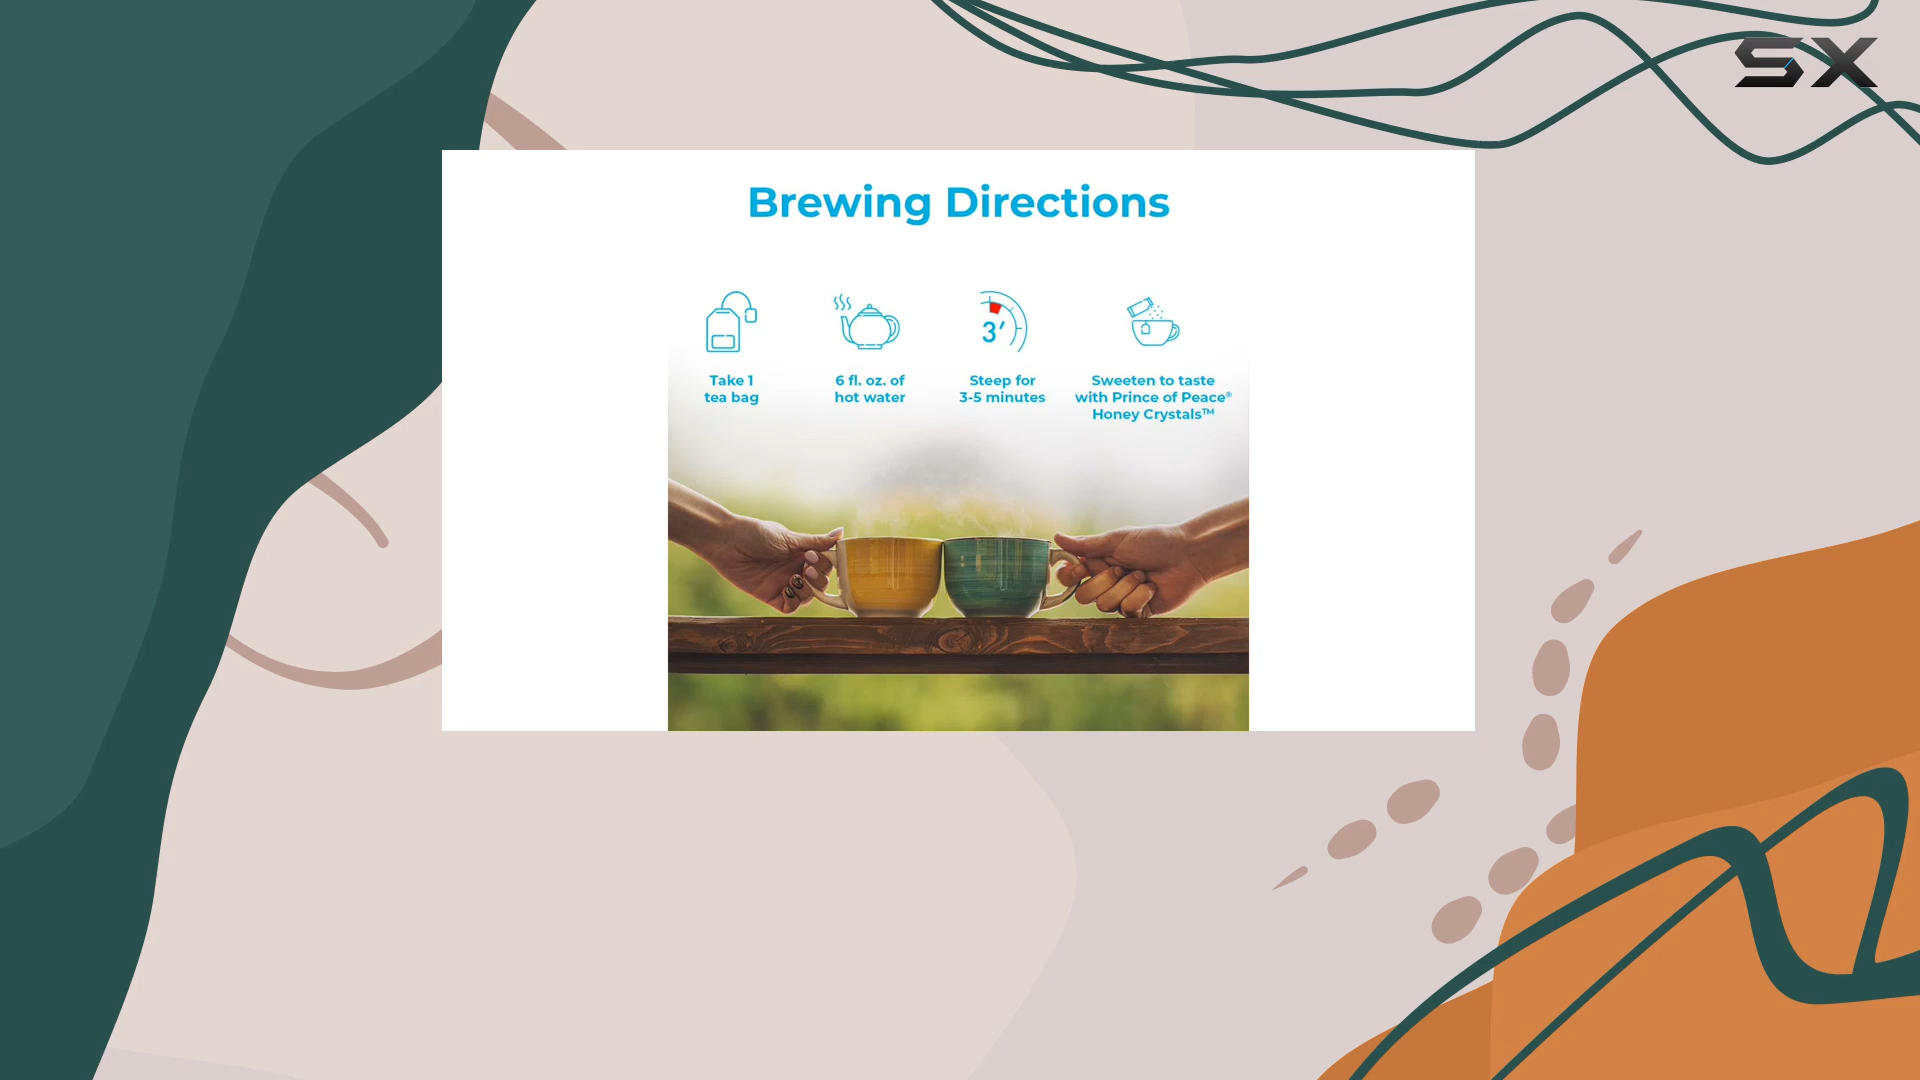 SX
Brewing Directions
3′
Take 1
tea bag
6 fl. oz. of
hot water
Steep for
3-5 minutes
Sweeten to taste
with Prince of Peace®
Honey Crystals™